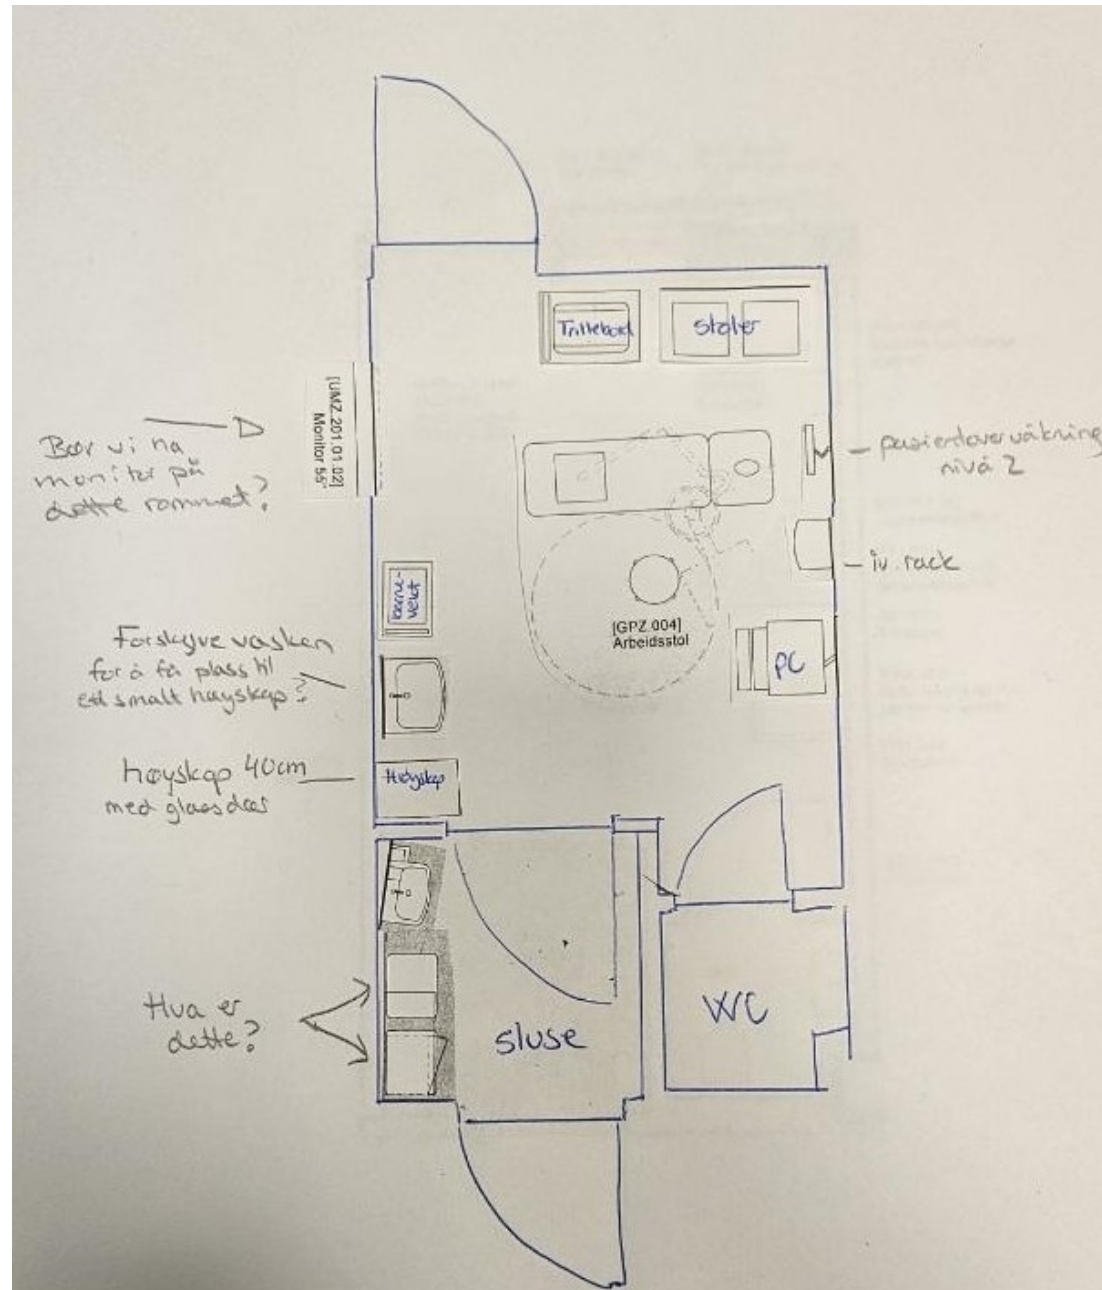 Trillebord
stoler
[UMZ.201.01.02]
Monitor 55"
Bør vi ha
monitor på
dette rommet?
pasientovervåkning
nivå 2
iv. rack
[GPZ.004]
Arbeidsstol
PC
Forskyve vasken
for å få plass til
et smalt høyskap?
høyskap 40cm
med glassdør
Høyskap
Hva er
dette?
sluse
WC